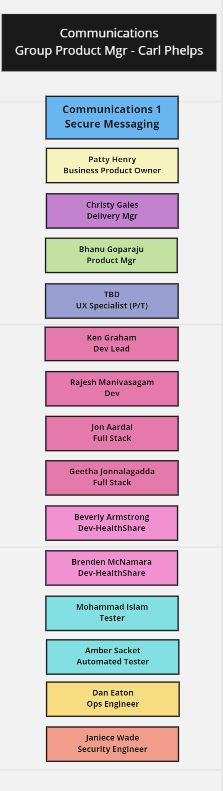 Communications
Group Product Mgr - Carl Phelps
Communications 1
Secure Messaging
Patty Henry
Business Product Owner
Christy Gales
Delivery Mgr
Bhanu Goparaju
Product Mgr
TBD
UX Specialist (P/T)
Ken Graham
Dev Lead
Rajesh Manivasagam
Dev
Jon Aardal
Full Stack
Geetha Jonnalagadda
Full Stack
Beverly Armstrong
Dev-HealthShare
Brenden McNamara
Dev-HealthShare
Mohammad Islam
Tester
Amber Sacket
Automated Tester
Dan Eaton
Ops Engineer
Janiece Wade
Security Engineer